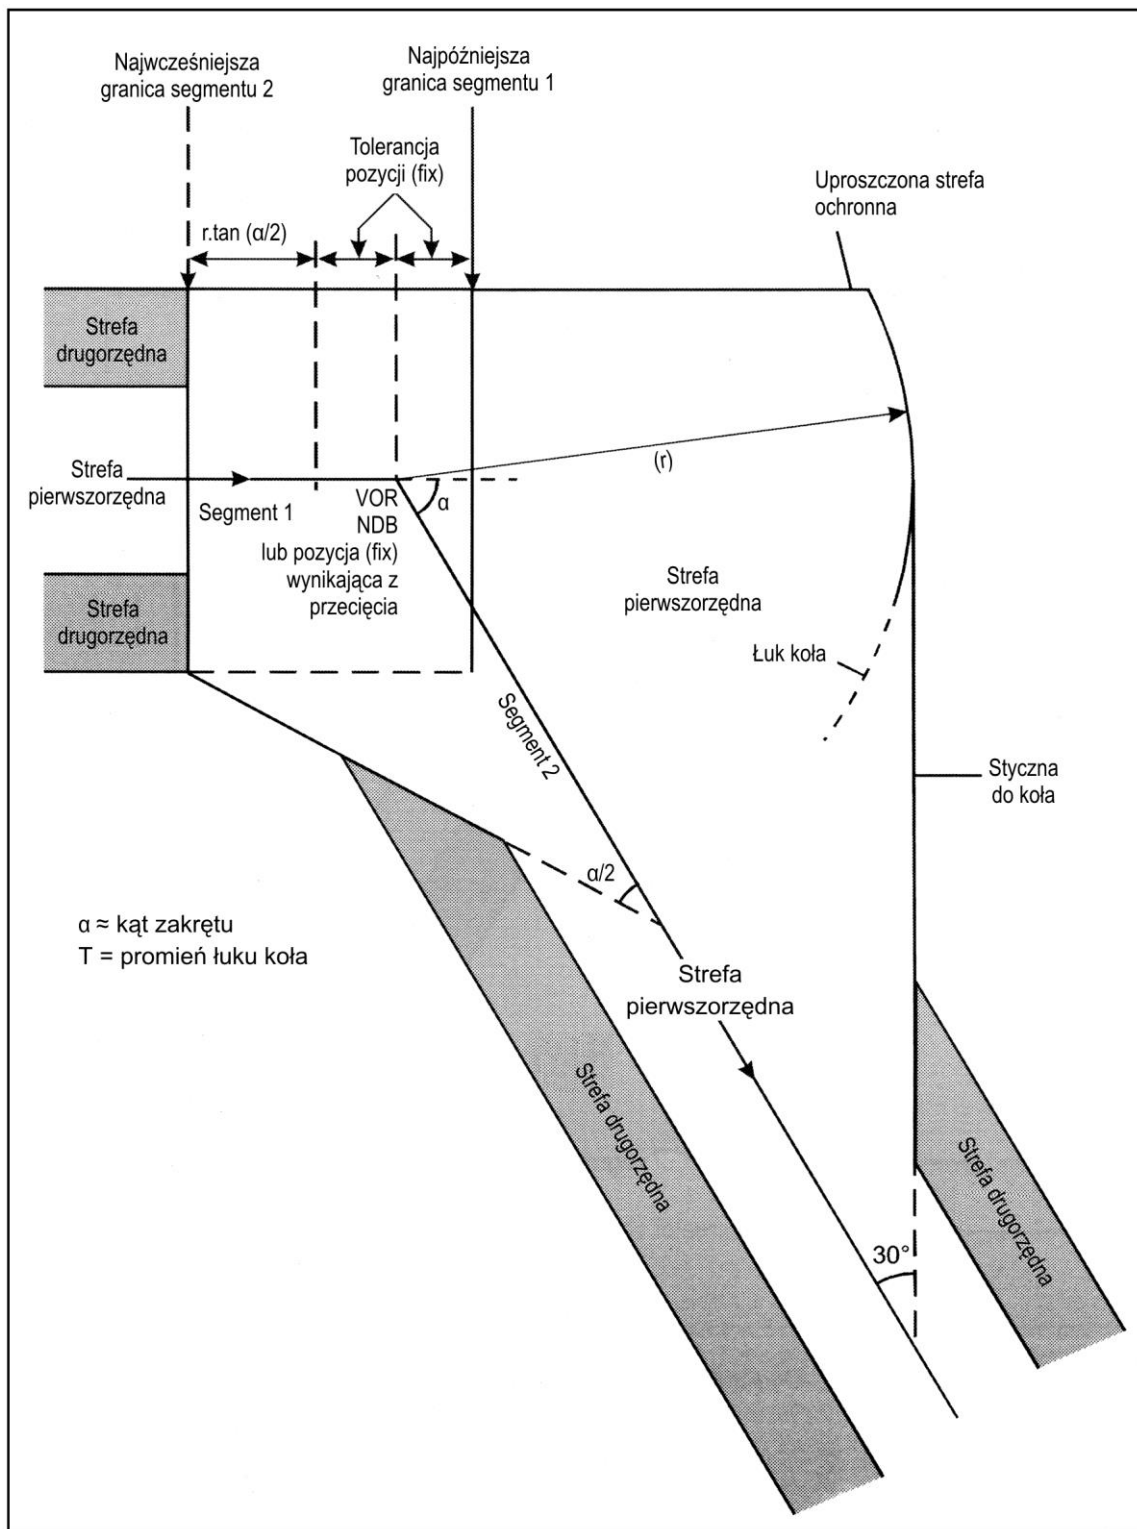 Najwcześniejsza
granica segmentu 2
Najpóźniejsza
granica segmentu 1
Tolerancja
pozycji (fix)
r.tan (α/2)
Uproszczona strefa
ochronna
Strefa
drugorzędna
Strefa
pierwszorzędna
Segment 1
VOR
NDB
lub pozycja (fix)
wynikająca z
przecięcia
α
(r)
Strefa
pierwszorzędna
Strefa
drugorzędna
Łuk koła
Segment 2
Styczna
do koła
α/2
α ≈ kąt zakrętu
T = promień łuku koła
Strefa
pierwszorzędna
Strefa drugorzędna
Strefa drugorzędna
30°